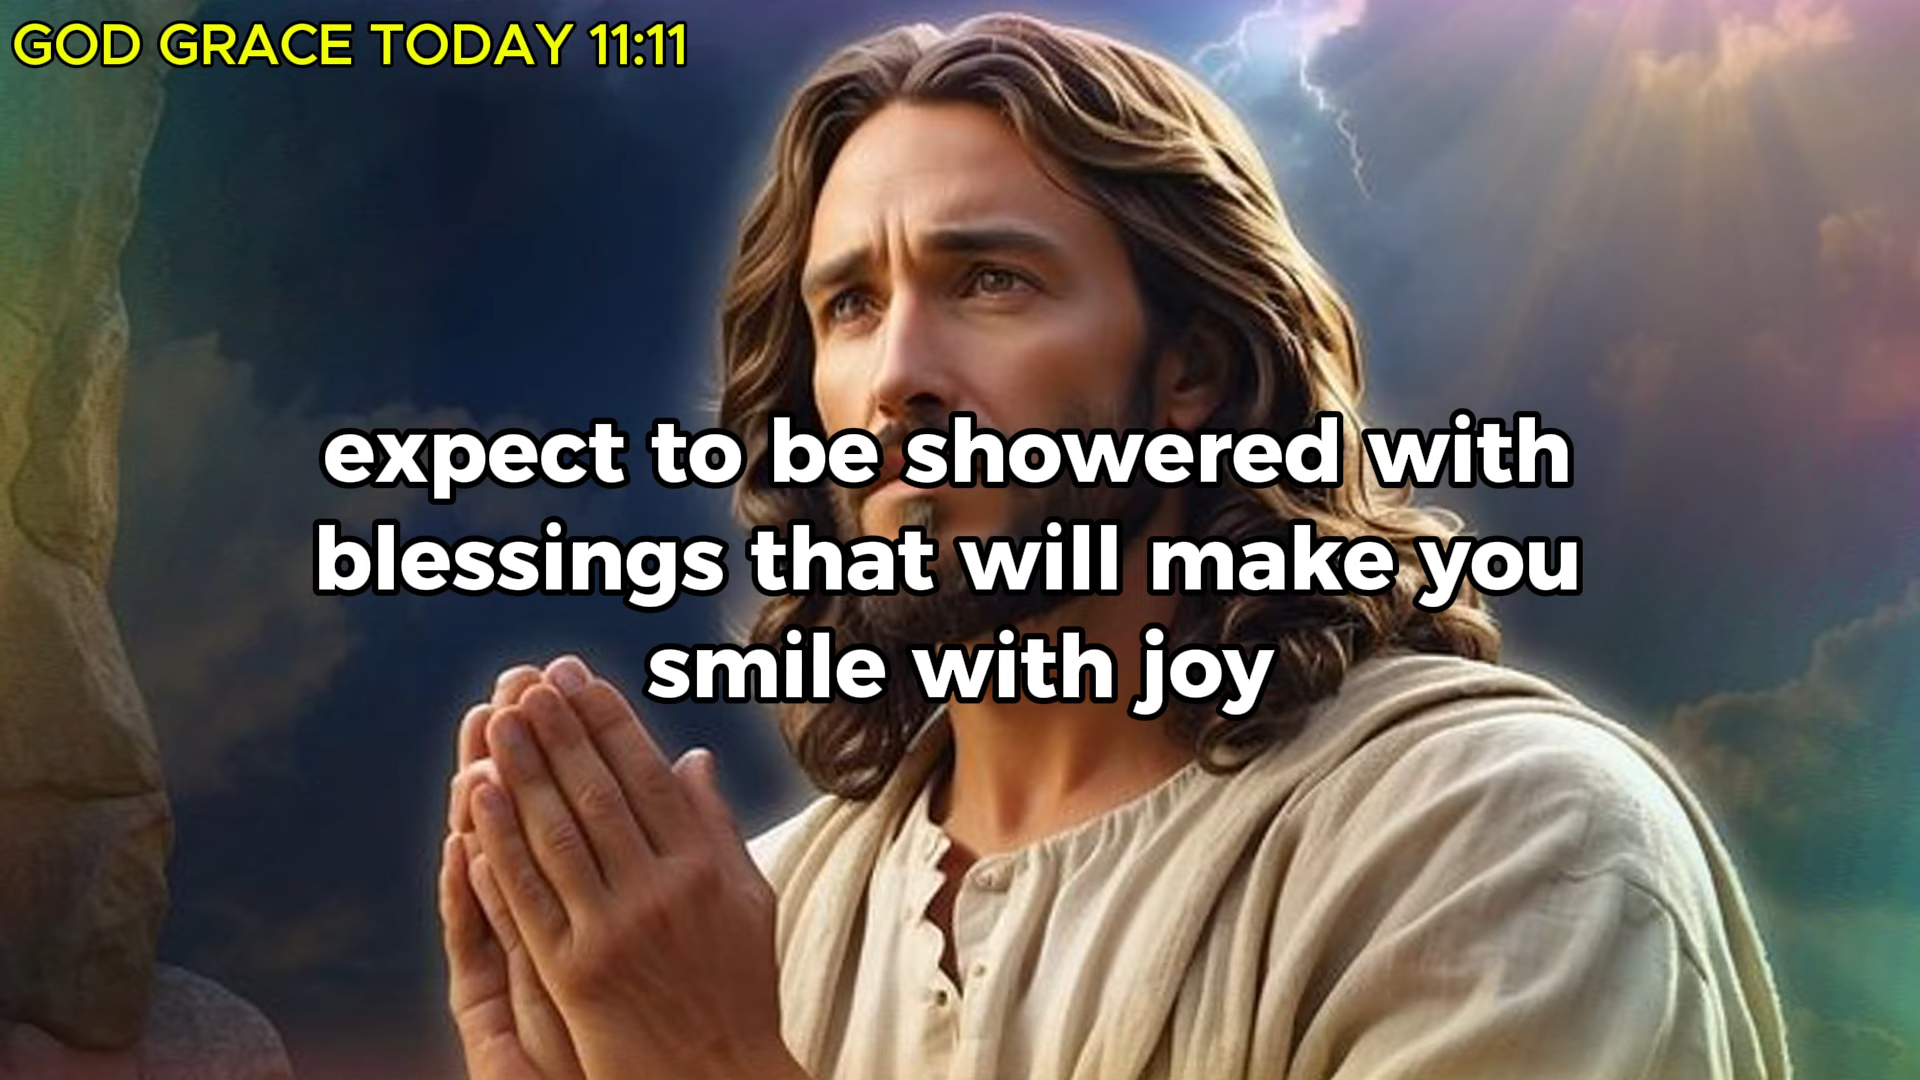 GOD GRACE TODAY 11:11
expect to be showered with
blessings that will make you
smile with joy